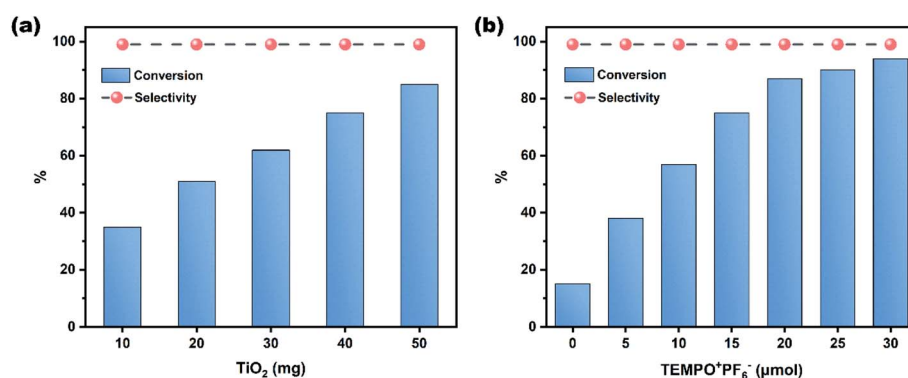 (a)
100
80
60
40
20
0
%
Conversion
Selectivity
10 20 30 40 50
TiO₂ (mg)
(b)
100
80
60
40
20
0
%
Conversion
Selectivity
0 5 10 15 20 25 30
TEMPO⁺PF₆⁻ (μmol)